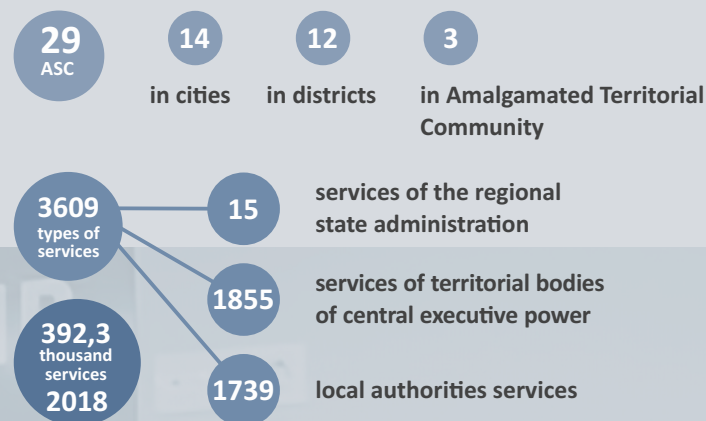 29
ASC
14
in cities
12
in districts
3
in Amalgamated Territorial
Community
3609
types of
services
15
services of the regional
state administration
1855
services of territorial bodies
of central executive power
1739
local authorities services
392,3
thousand
services
2018